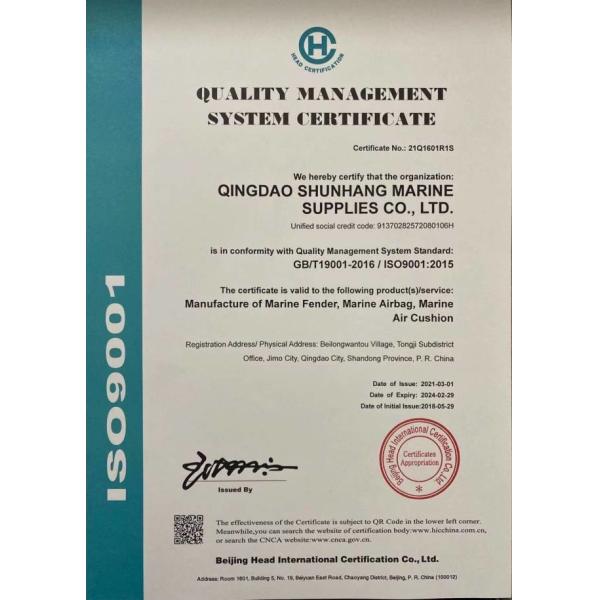 HC
HEAD CERTIFICATION
QUALITY MANAGEMENT
SYSTEM CERTIFICATE
Certificate No.: 21Q1601R1S
We hereby certify that the organization:
QINGDAO SHUNHANG MARINE
SUPPLIES CO., LTD.
Unified social credit code: 91370282572080106H
is in conformity with Quality Management System Standard:
GB/T19001-2016 / ISO9001:2015
The certificate is valid to the following product(s)/service:
Manufacture of Marine Fender, Marine Airbag, Marine
Air Cushion
Registration Address/ Physical Address: Beilongwantou Village, Tongji Subdistrict
Office, Jimo City, Qingdao City, Shandong Province, P. R. China
Date of Issue: 2021-03-01
Date of Expiry: 2024-02-29
Date of Initial Issue:2018-05-29
ISO9001
Beijing Head International Certification Co.,Ltd
Certificates
Appropriation
Issued By
The effectiveness of the Certificate is subject to QR Code in the lower left corner.
Meanwhile,you can search the website of certification body:www.hicchina.com.cn,
or search the CNCA website:www.cnca.gov.cn.
Beijing Head International Certification Co., Ltd.
Address: Room 1601, Building 5, No. 19, Beiyuan East Road, Chaoyang District, Beijing, P. R. China (100012)